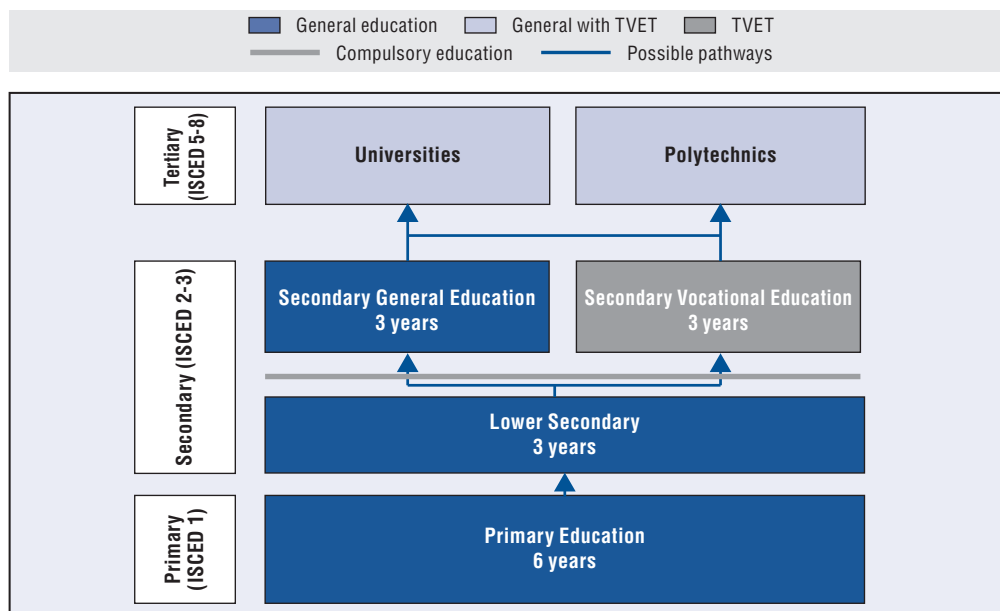 General education
General with TVET
TVET
Compulsory education
Possible pathways
Tertiary
(ISCED 5-8)
Universities
Polytechnics
Secondary (ISCED 2-3)
Secondary General Education
3 years
Secondary Vocational Education
3 years
Lower Secondary
3 years
Primary
(ISCED 1)
Primary Education
6 years